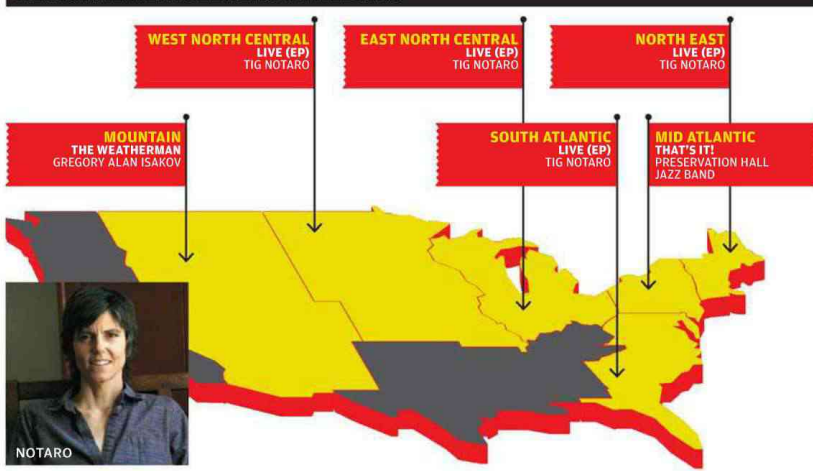 WEST NORTH CENTRAL
LIVE (EP)
TIG NOTARO
EAST NORTH CENTRAL
LIVE (EP)
TIG NOTARO
NORTH EAST
LIVE (EP)
TIG NOTARO
MOUNTAIN
THE WEATHERMAN
GREGORY ALAN ISAKOV
SOUTH ATLANTIC
LIVE (EP)
TIG NOTARO
MID ATLANTIC
THAT'S IT!
PRESERVATION HALL
JAZZ BAND
NOTARO